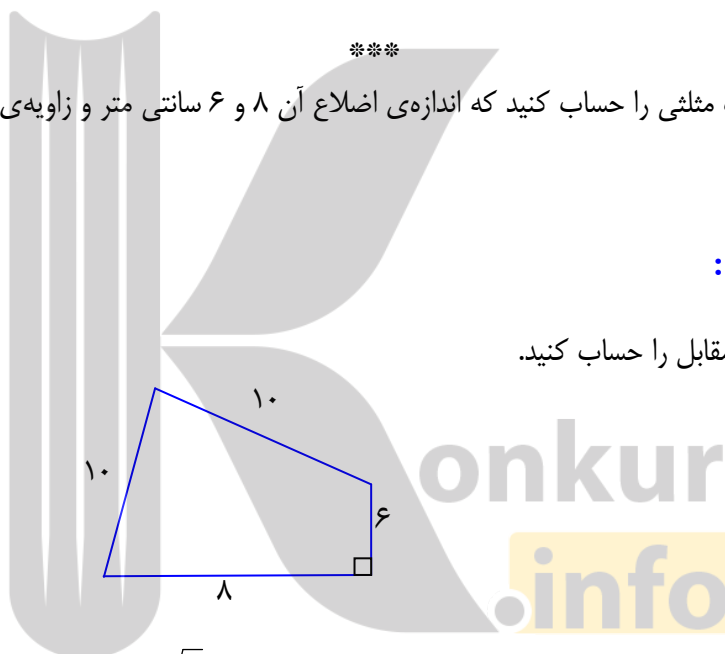 ***
مثلثی را حساب کنید که اندازه‌ی اضلاع آن ۸ و ۶ سانتی متر و زاویه‌ی
:
مقابل را حساب کنید.
۱۰
۱۰
۶
۸
onkur
.info